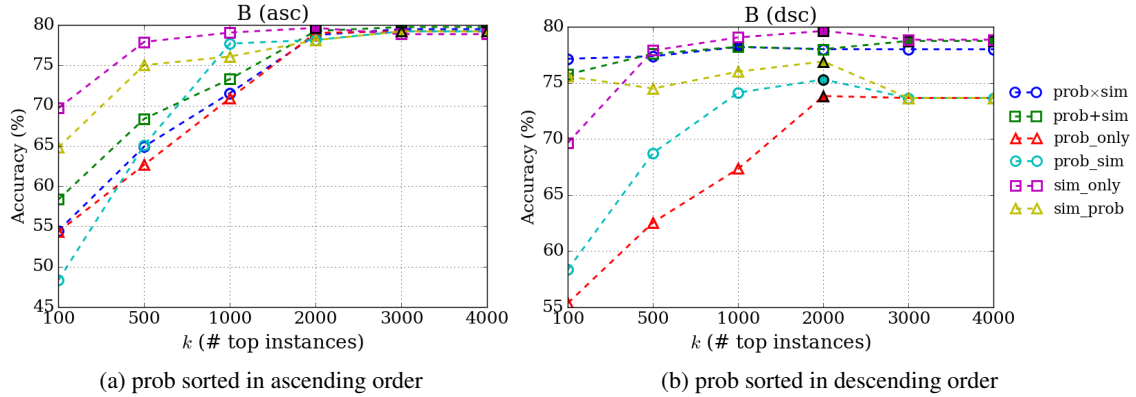 B (asc)
80
75
70
65
60
55
50
45
Accuracy (%)
100 500 1000 2000 3000 4000
k (# top instances)
(a) prob sorted in ascending order
B (dsc)
80
75
70
65
60
55
Accuracy (%)
100 500 1000 2000 3000 4000
k (# top instances)
(b) prob sorted in descending order
prob×sim
prob+sim
prob_only
prob_sim
sim_only
sim_prob